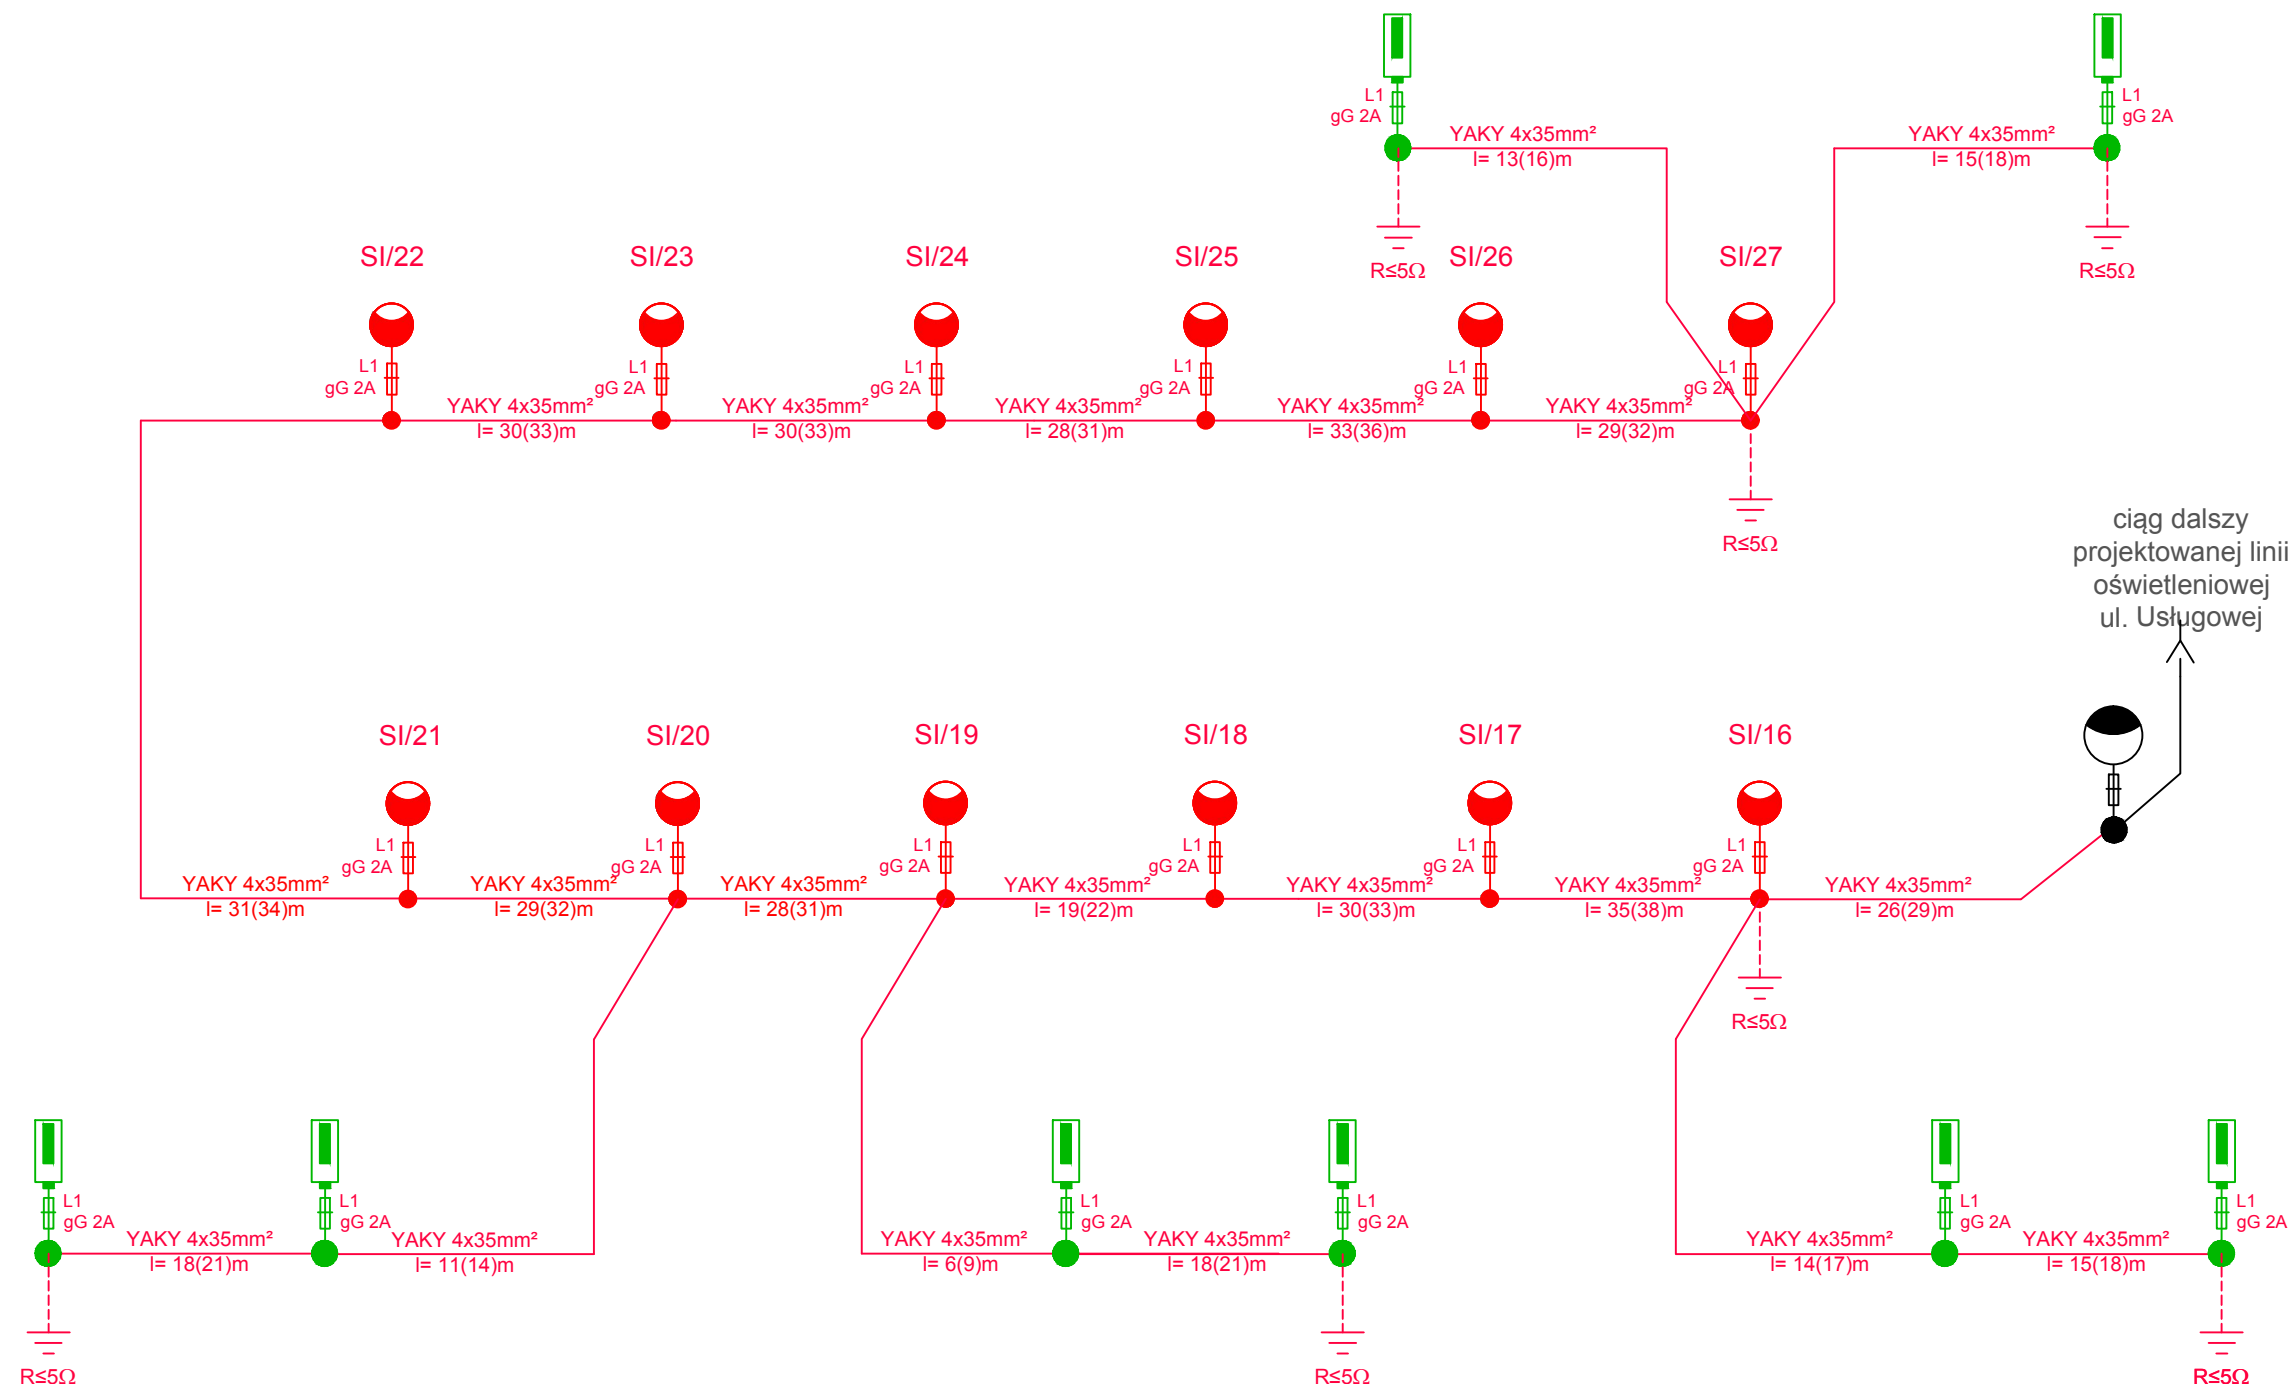 L1
gG 2A
YAKY 4x35mm²
l= 13(16)m
R≤5Ω
YAKY 4x35mm²
l= 15(18)m
L1
gG 2A
R≤5Ω
SI/22
SI/23
SI/24
SI/25
SI/26
SI/27
L1
gG 2A
YAKY 4x35mm²
l= 30(33)m
L1
gG 2A
YAKY 4x35mm²
l= 30(33)m
L1
gG 2A
YAKY 4x35mm²
l= 28(31)m
L1
gG 2A
YAKY 4x35mm²
l= 33(36)m
L1
gG 2A
YAKY 4x35mm²
l= 29(32)m
L1
gG 2A
R≤5Ω
ciąg dalszy
projektowanej linii
oświetleniowej
ul. Usługowej
SI/21
SI/20
SI/19
SI/18
SI/17
SI/16
YAKY 4x35mm²
l= 31(34)m
L1
gG 2A
YAKY 4x35mm²
l= 29(32)m
L1
gG 2A
YAKY 4x35mm²
l= 28(31)m
L1
gG 2A
YAKY 4x35mm²
l= 19(22)m
L1
gG 2A
YAKY 4x35mm²
l= 30(33)m
L1
gG 2A
YAKY 4x35mm²
l= 35(38)m
L1
gG 2A
YAKY 4x35mm²
l= 26(29)m
R≤5Ω
L1
gG 2A
YAKY 4x35mm²
l= 18(21)m
R≤5Ω
L1
gG 2A
YAKY 4x35mm²
l= 11(14)m
YAKY 4x35mm²
l= 6(9)m
L1
gG 2A
YAKY 4x35mm²
l= 18(21)m
L1
gG 2A
R≤5Ω
YAKY 4x35mm²
l= 14(17)m
L1
gG 2A
YAKY 4x35mm²
l= 15(18)m
L1
gG 2A
R≤5Ω